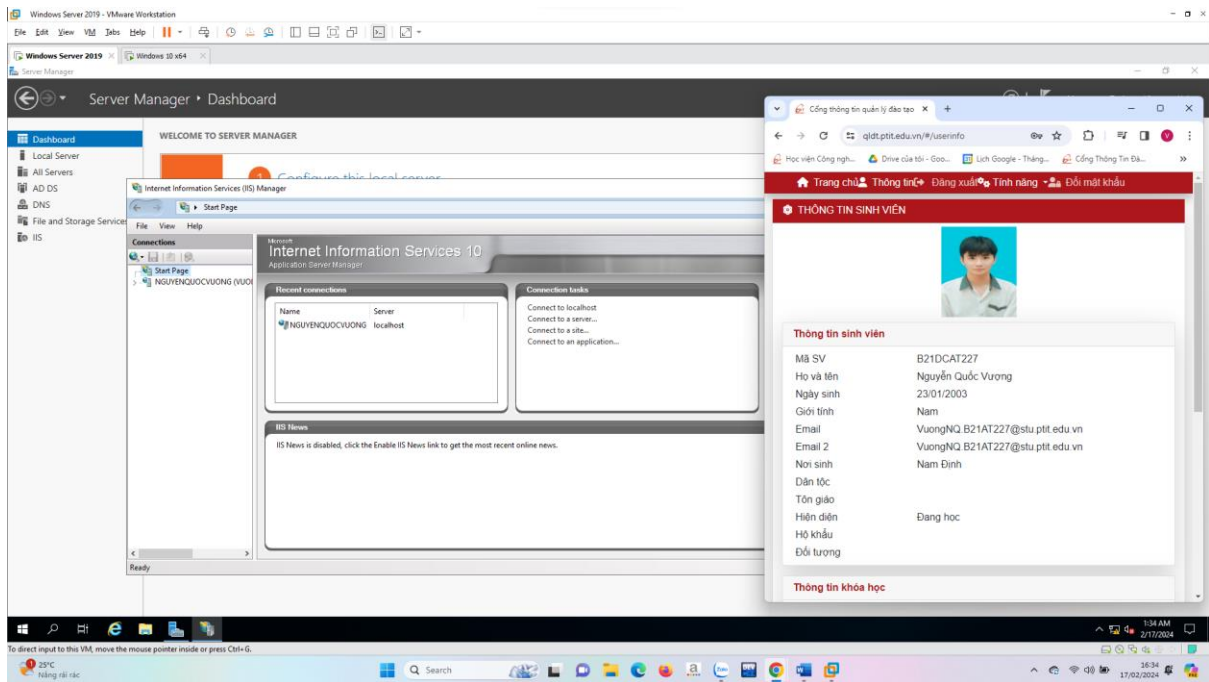 Windows Server 2019 - VMware Workstation
File Edit View VM Tabs Help
Windows Server 2019 Windows 10 x64
Server Manager
Server Manager • Dashboard
Dashboard
Local Server
All Servers
AD DS
DNS
File and Storage Services
IIS
WELCOME TO SERVER MANAGER
1 Configure this local server
Internet Information Services (IIS) Manager
Start Page
File View Help
Connections
Start Page
NGUYENQUOCVUONG (VUO
Microsoft
Internet Information Services 10
Application Server Manager
Recent connections
Name Server
NGUYENQUOCVUONG localhost
Connection tasks
Connect to localhost
Connect to a server...
Connect to a site...
Connect to an application...
IIS News
IIS News is disabled, click the Enable IIS News link to get the most recent online news.
Ready
Cổng thông tin quản lý đào tạo
qldt.ptit.edu.vn/#/userinfo
Học viện Công ngh... Drive của tôi - Goo... Lịch Google - Tháng... Cổng Thông Tin Đà...
Trang chủ Thông tin Đăng xuất Tính năng Đổi mật khẩu
THÔNG TIN SINH VIÊN
Thông tin sinh viên
Mã SV B21DCAT227
Họ và tên Nguyễn Quốc Vượng
Ngày sinh 23/01/2003
Giới tính Nam
Email VuongNQ.B21AT227@stu.ptit.edu.vn
Email 2 VuongNQ.B21AT227@stu.ptit.edu.vn
Nơi sinh Nam Định
Dân tộc
Tôn giáo
Hiện diện Đang học
Hộ khẩu
Đối tượng
Thông tin khóa học
1:34 AM
2/17/2024
To direct input to this VM, move the mouse pointer inside or press Ctrl+G.
25°C
Nắng rải rác
Search
16:34
17/02/2024